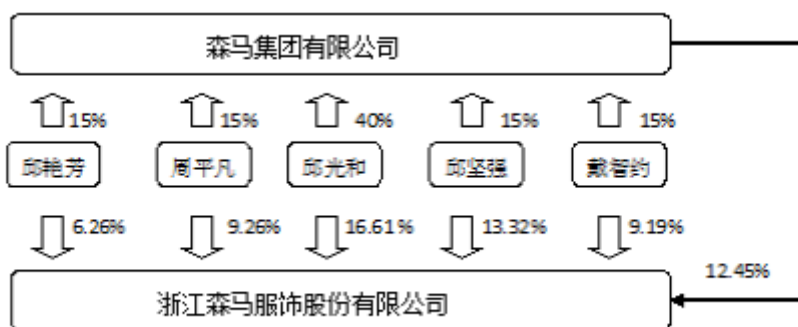 森马集团有限公司
15% 15% 40% 15% 15%
邱艳芳 周平凡 邱光和 邱坚强 戴智约
6.26% 9.26% 16.61% 13.32% 9.19%
12.45%
浙江森马服饰股份有限公司